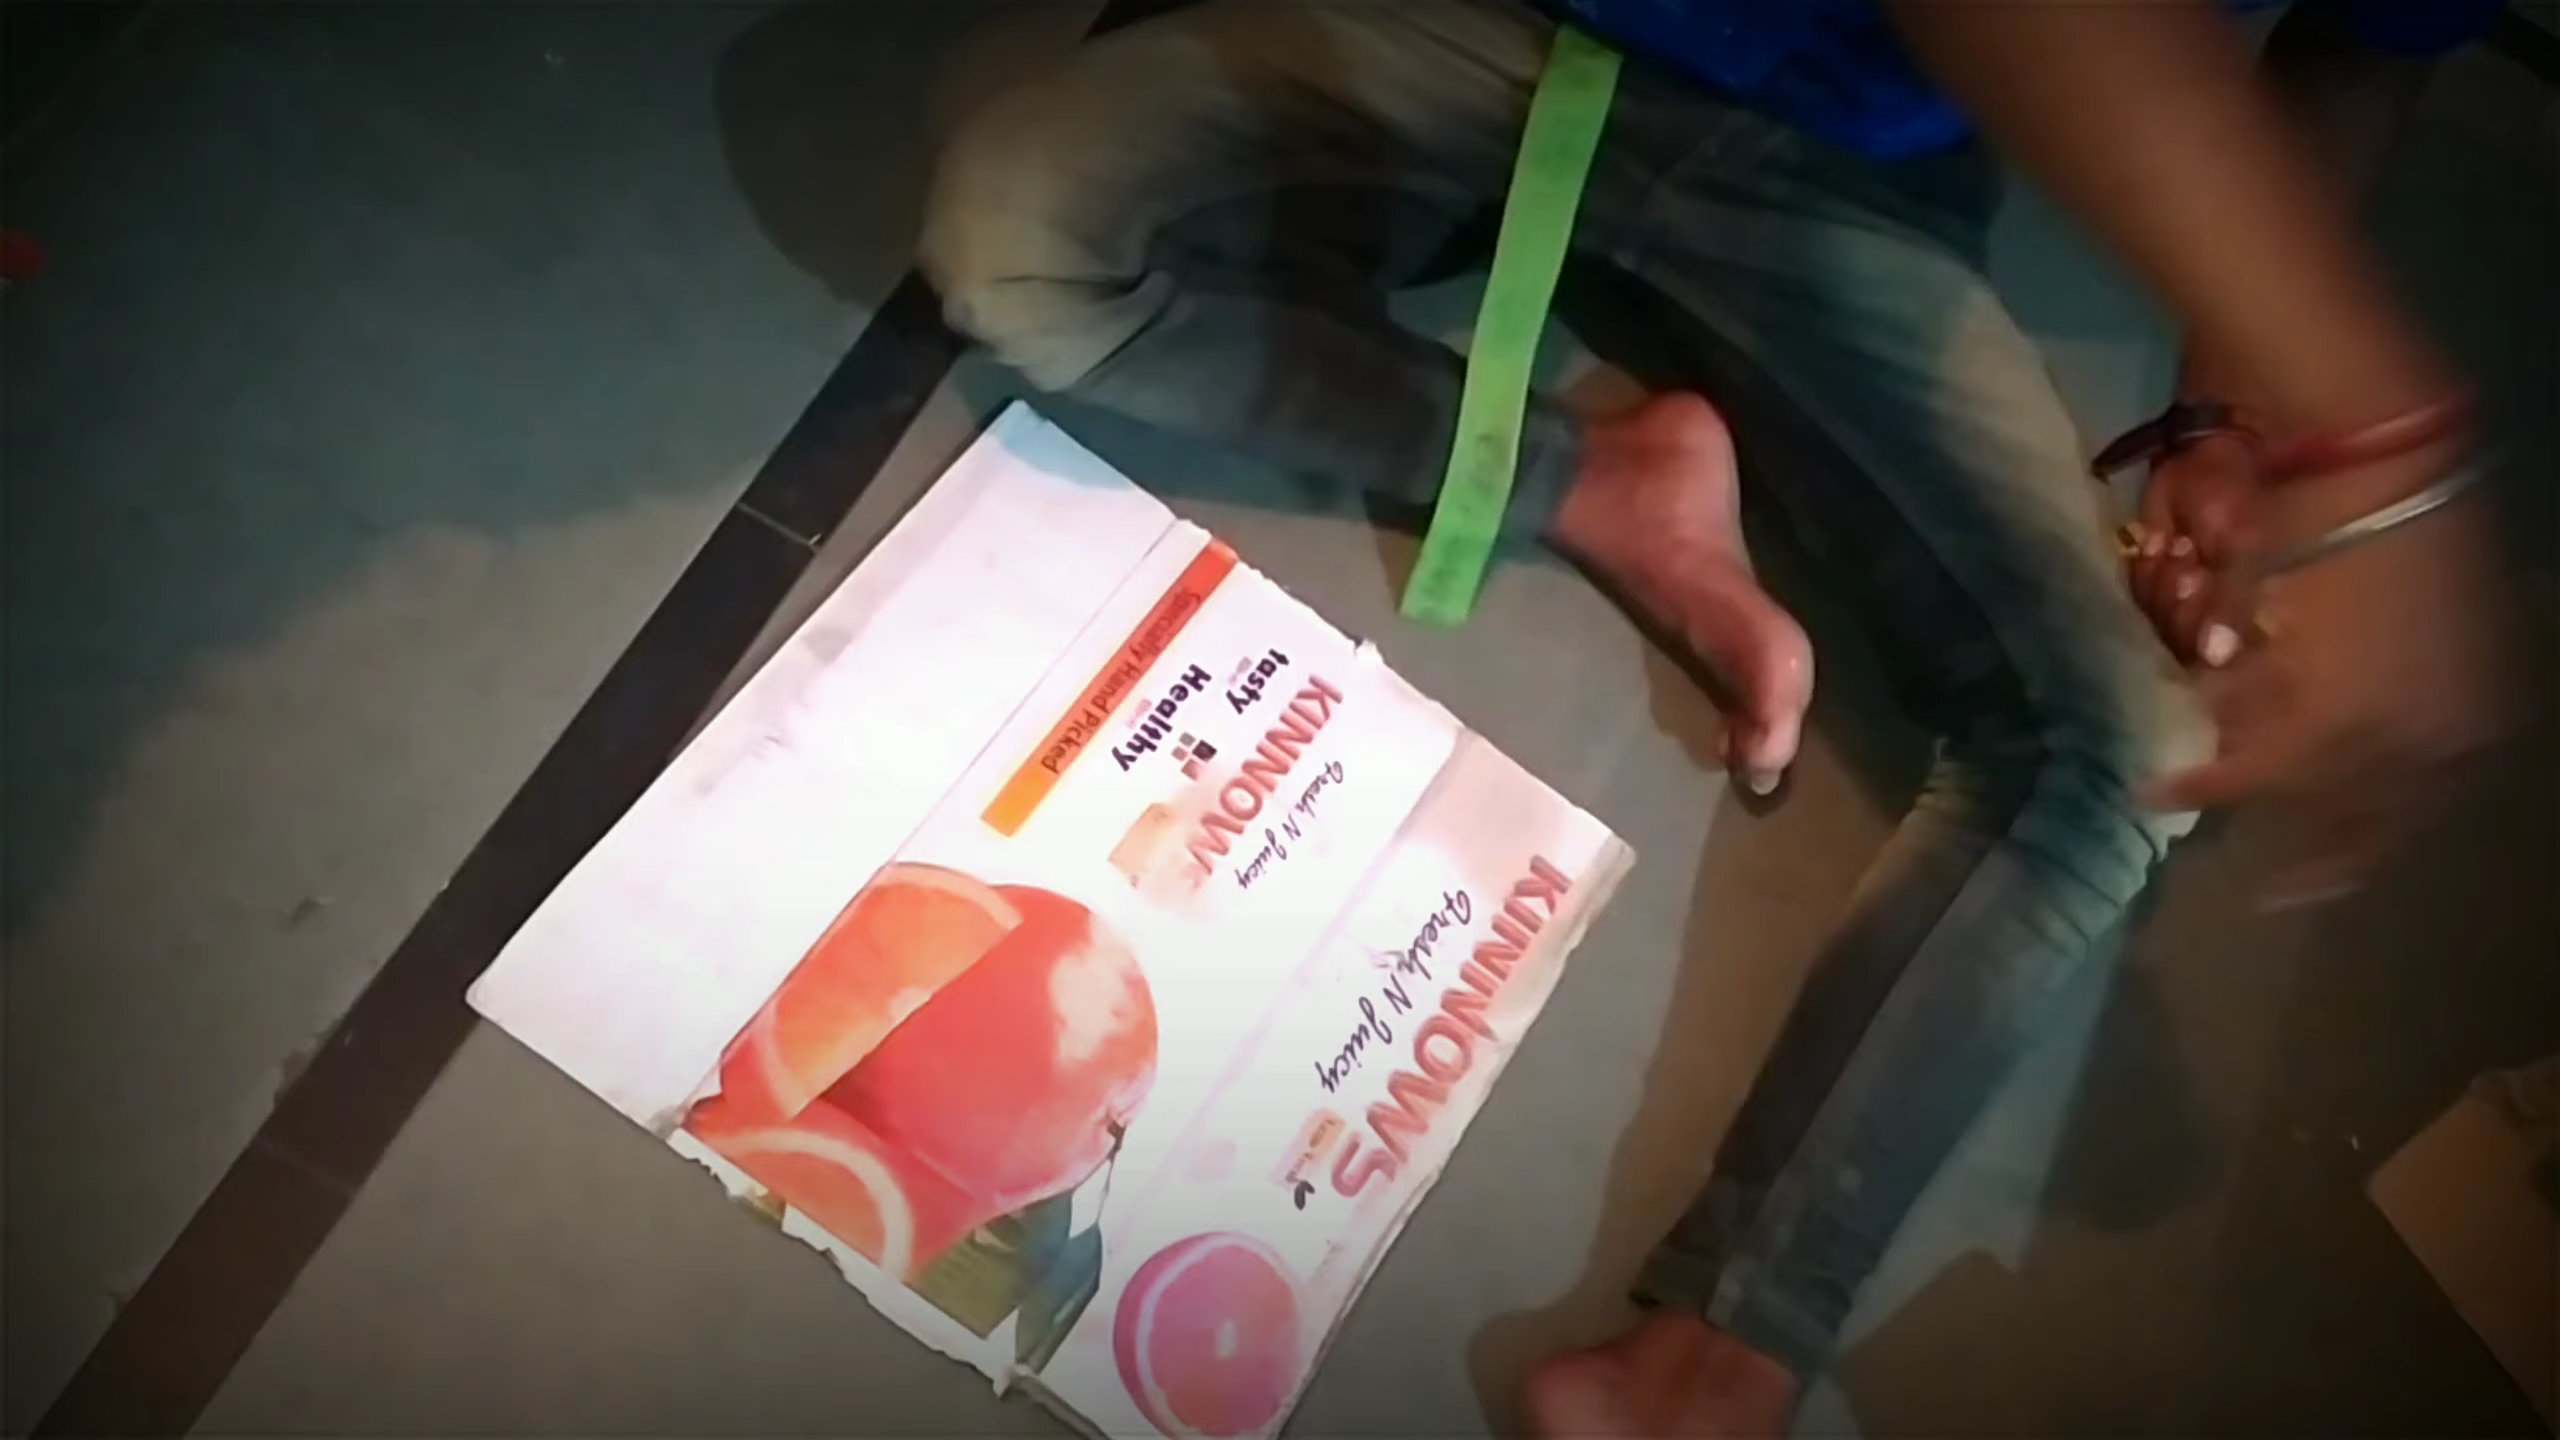 Specially Hand Picked
tasty
Healthy
KINNOW
Fresh N Juicy
KINNOWS
Fresh N Juicy